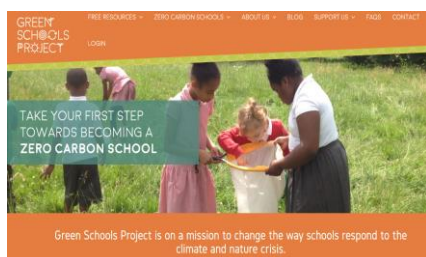 GREEN
SCHOOLS
PROJECT
FREE RESOURCES
ZERO CARBON SCHOOLS
ABOUT US
BLOG
SUPPORT US
FAQS
CONTACT
LOGIN
TAKE YOUR FIRST STEP
TOWARDS BECOMING A
ZERO CARBON SCHOOL
Green Schools Project is on a mission to change the way schools respond to the
climate and nature crisis.